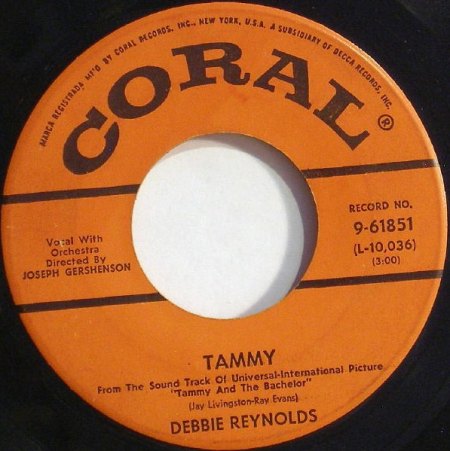 MARCA REGISTRADA MF'D BY CORAL RECORDS, INC., NEW YORK, U.S.A. A SUBSIDIARY OF DECCA RECORDS, INC.
CORAL®
RECORD NO.
9-61851
(L-10,036)
(3:00)
Vocal With
Orchestra
Directed By
JOSEPH GERSHENSON
TAMMY
From The Sound Track Of Universal-International Picture
"Tammy And The Bachelor"
(Jay Livingston-Ray Evans)
DEBBIE REYNOLDS